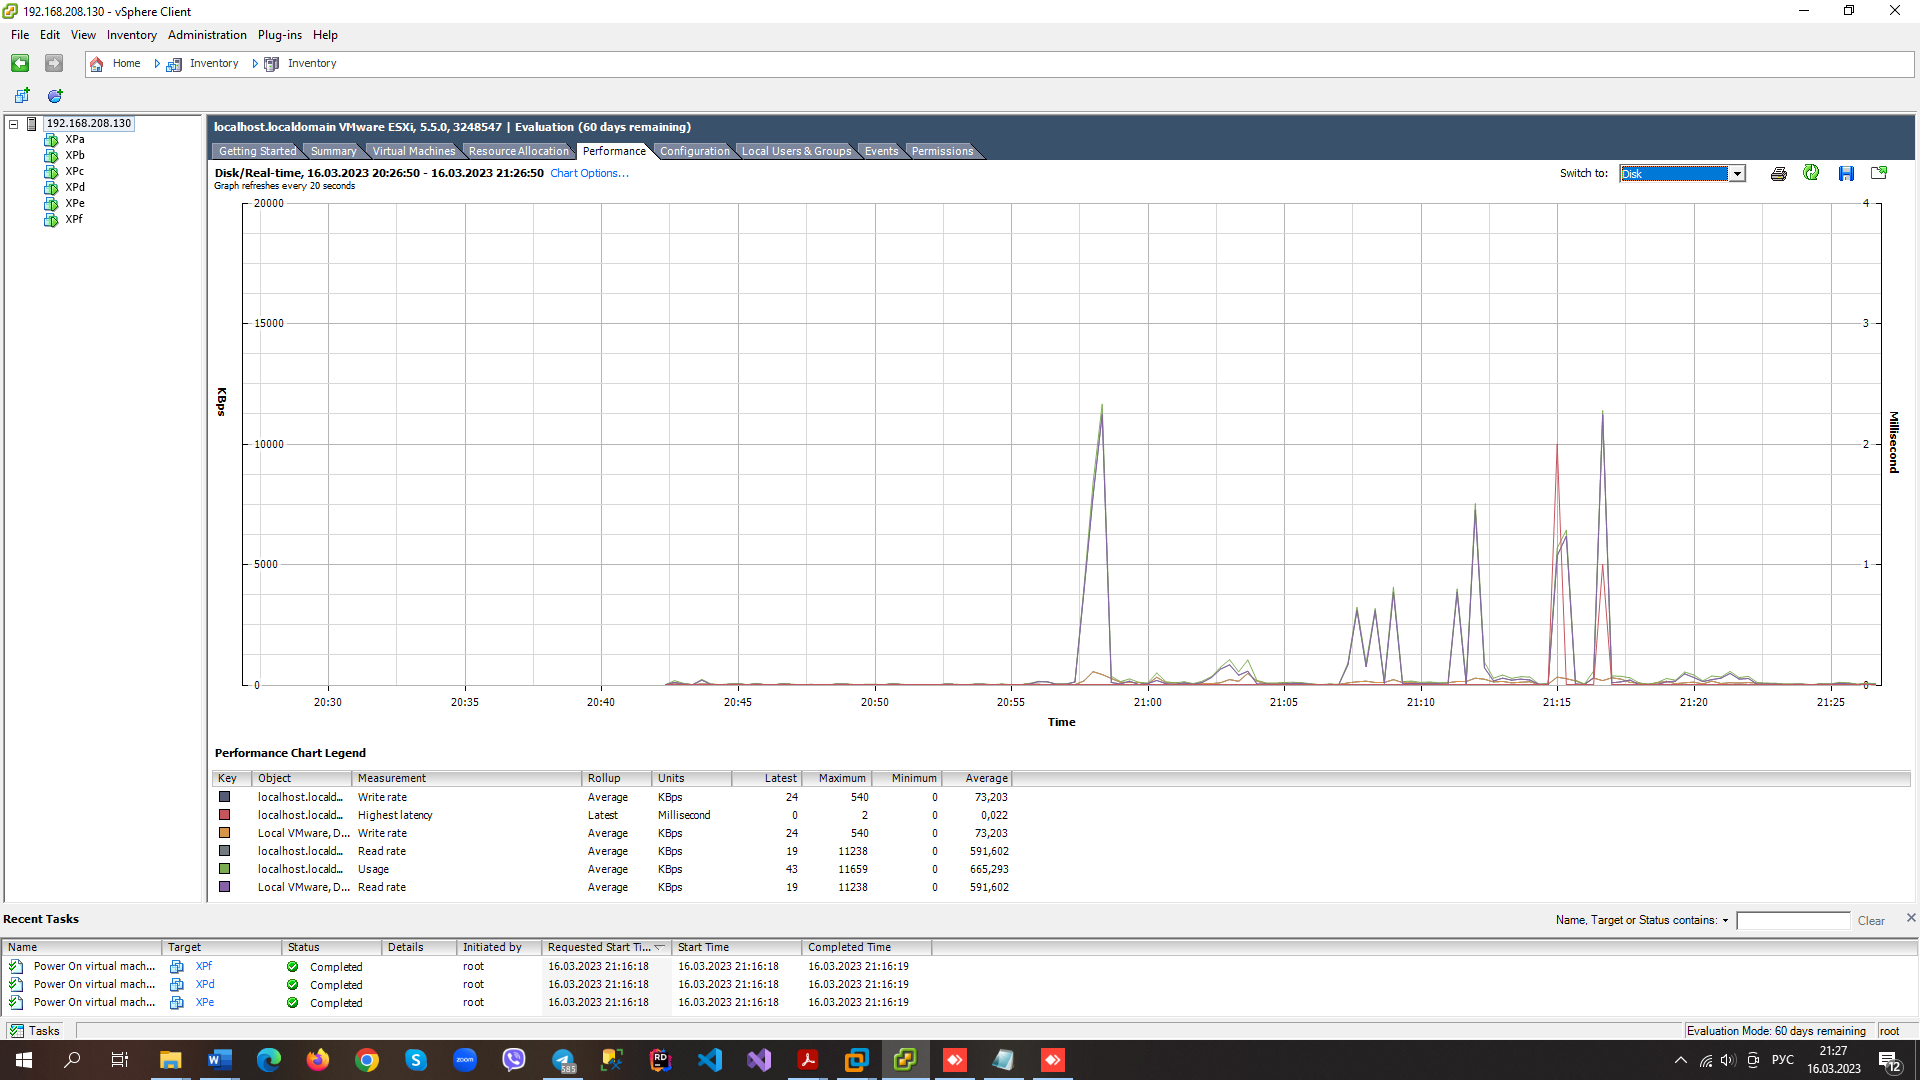 192.168.208.130 - vSphere Client
File Edit View Inventory Administration Plug-ins Help
Home Inventory Inventory
192.168.208.130
XPa
XPb
XPc
XPd
XPe
XPf
localhost.localdomain VMware ESXi, 5.5.0, 3248547 | Evaluation (60 days remaining)
Getting Started Summary Virtual Machines Resource Allocation Performance Configuration Local Users & Groups Events Permissions
Disk/Real-time, 16.03.2023 20:26:50 - 16.03.2023 21:26:50 Chart Options...
Graph refreshes every 20 seconds
Switch to: Disk
20000 4
15000 3
KBps
10000 2
Millisecond
5000 1
0 0
20:30 20:35 20:40 20:45 20:50 20:55 21:00 21:05 21:10 21:15 21:20 21:25
Time
Performance Chart Legend
Key Object Measurement Rollup Units Latest Maximum Minimum Average
localhost.locald... Write rate Average KBps 24 540 0 73,203
localhost.locald... Highest latency Latest Millisecond 0 2 0 0,022
Local VMware, D... Write rate Average KBps 24 540 0 73,203
localhost.locald... Read rate Average KBps 19 11238 0 591,602
localhost.locald... Usage Average KBps 43 11659 0 665,293
Local VMware, D... Read rate Average KBps 19 11238 0 591,602
Recent Tasks
Name, Target or Status contains: Clear
Name Target Status Details Initiated by Requested Start Ti... Start Time Completed Time
Power On virtual mach... XPf Completed root 16.03.2023 21:16:18 16.03.2023 21:16:18 16.03.2023 21:16:19
Power On virtual mach... XPd Completed root 16.03.2023 21:16:18 16.03.2023 21:16:18 16.03.2023 21:16:19
Power On virtual mach... XPe Completed root 16.03.2023 21:16:18 16.03.2023 21:16:18 16.03.2023 21:16:19
Tasks
Evaluation Mode: 60 days remaining root
zoom
585
РУС
21:27
16.03.2023
12